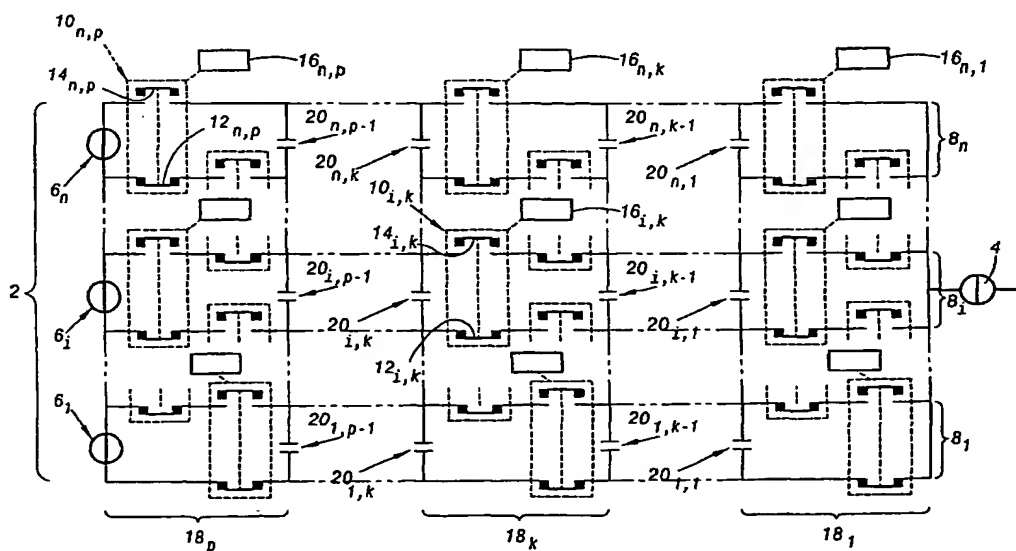 10n,p
16n,p
16n,k
16n,1
14n,p
12n,p
20n,p-1
20n,k-1
8n
6n
20n,k
20n,1
10i,k
16i,k
14i,k
2
20i,p-1
20i,k-1
4
6i
20i,k
20i,1
8i
12i,k
61
201,p-1
201,k-1
81
201,k
201,1
18p
18k
181